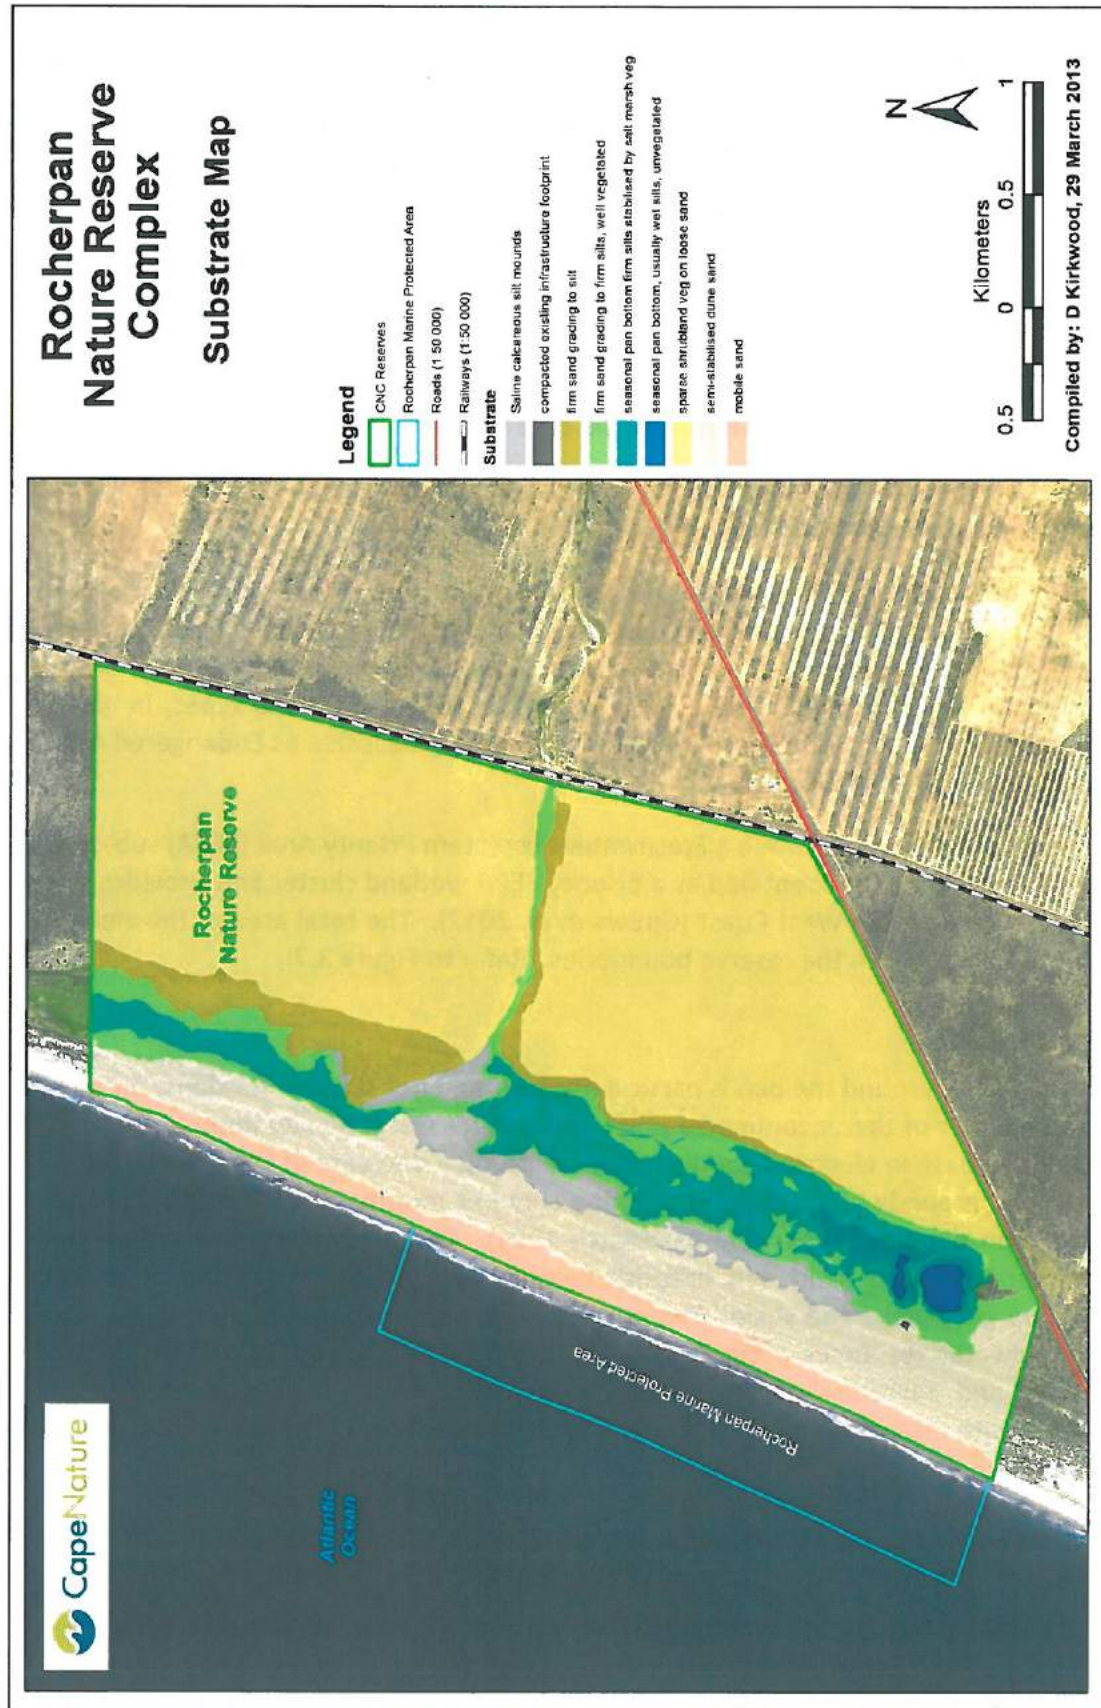 Rocherpan
Nature Reserve
Complex
Substrate Map
Legend
CNC Reserves
Rocherpan Marine Protected Area
Roads (1:50 000)
Railways (1:50 000)
Substrate
Saline calcareous silt mounds
compacted existing infrastructure footprint
firm sand grading to silt
firm sand grading to firm silts, well vegetated
seasonal pan bottom firm silts stabilised by salt marsh veg
seasonal pan bottom, usually wet silts, unvegetated
sparse shrubland veg on loose sand
semi-stabilised dune sand
mobile sand
N
Kilometers
0.5 0 0.5 1
Compiled by: D Kirkwood, 29 March 2013
CapeNature
Atlantic
Ocean
Rocherpan
Nature Reserve
Rocherpan Marine Protected Area